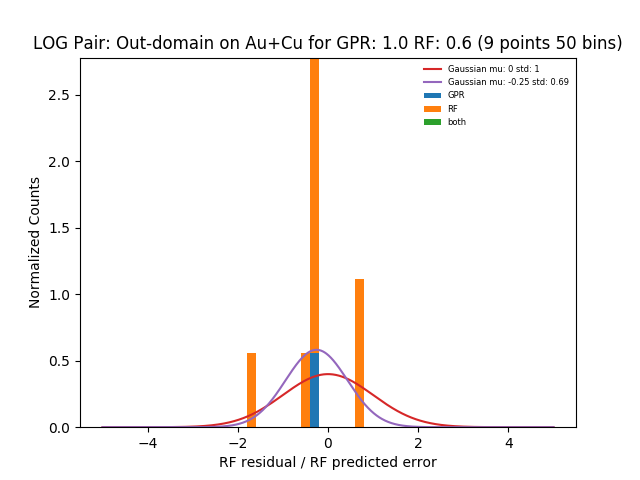 LOG Pair: Out-domain on Au+Cu for GPR: 1.0 RF: 0.6 (9 points 50 bins)
Gaussian mu: 0 std: 1
Gaussian mu: -0.25 std: 0.69
GPR
RF
both
Normalized Counts
2.5
2.0
1.5
1.0
0.5
0.0
−4 −2 0 2 4
RF residual / RF predicted error